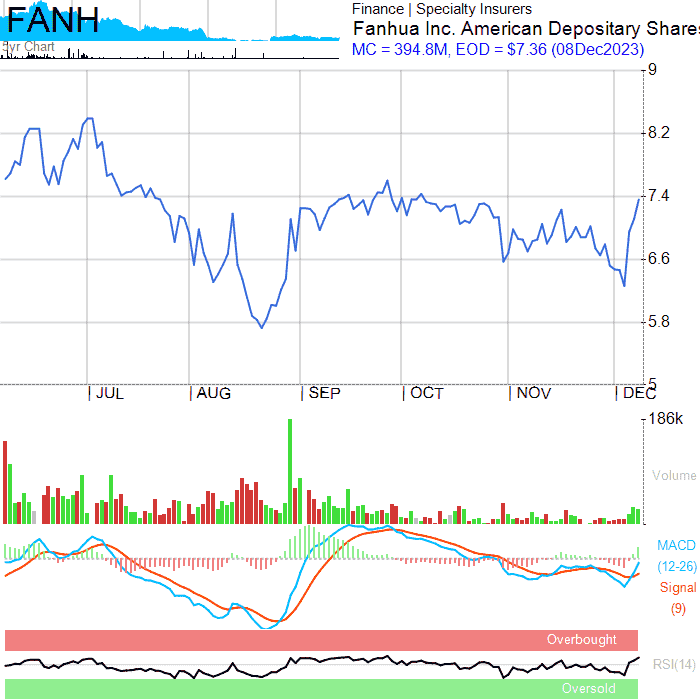 FANH
5yr Chart
Finance | Specialty Insurers
Fanhua Inc. American Depositary Shares
MC = 394.8M, EOD = $7.36 (08Dec2023)
9
8.2
7.4
6.6
5.8
5
JUL AUG SEP OCT NOV DEC
186k
Volume
MACD
(12-26)
Signal
(9)
Overbought
RSI(14)
Oversold